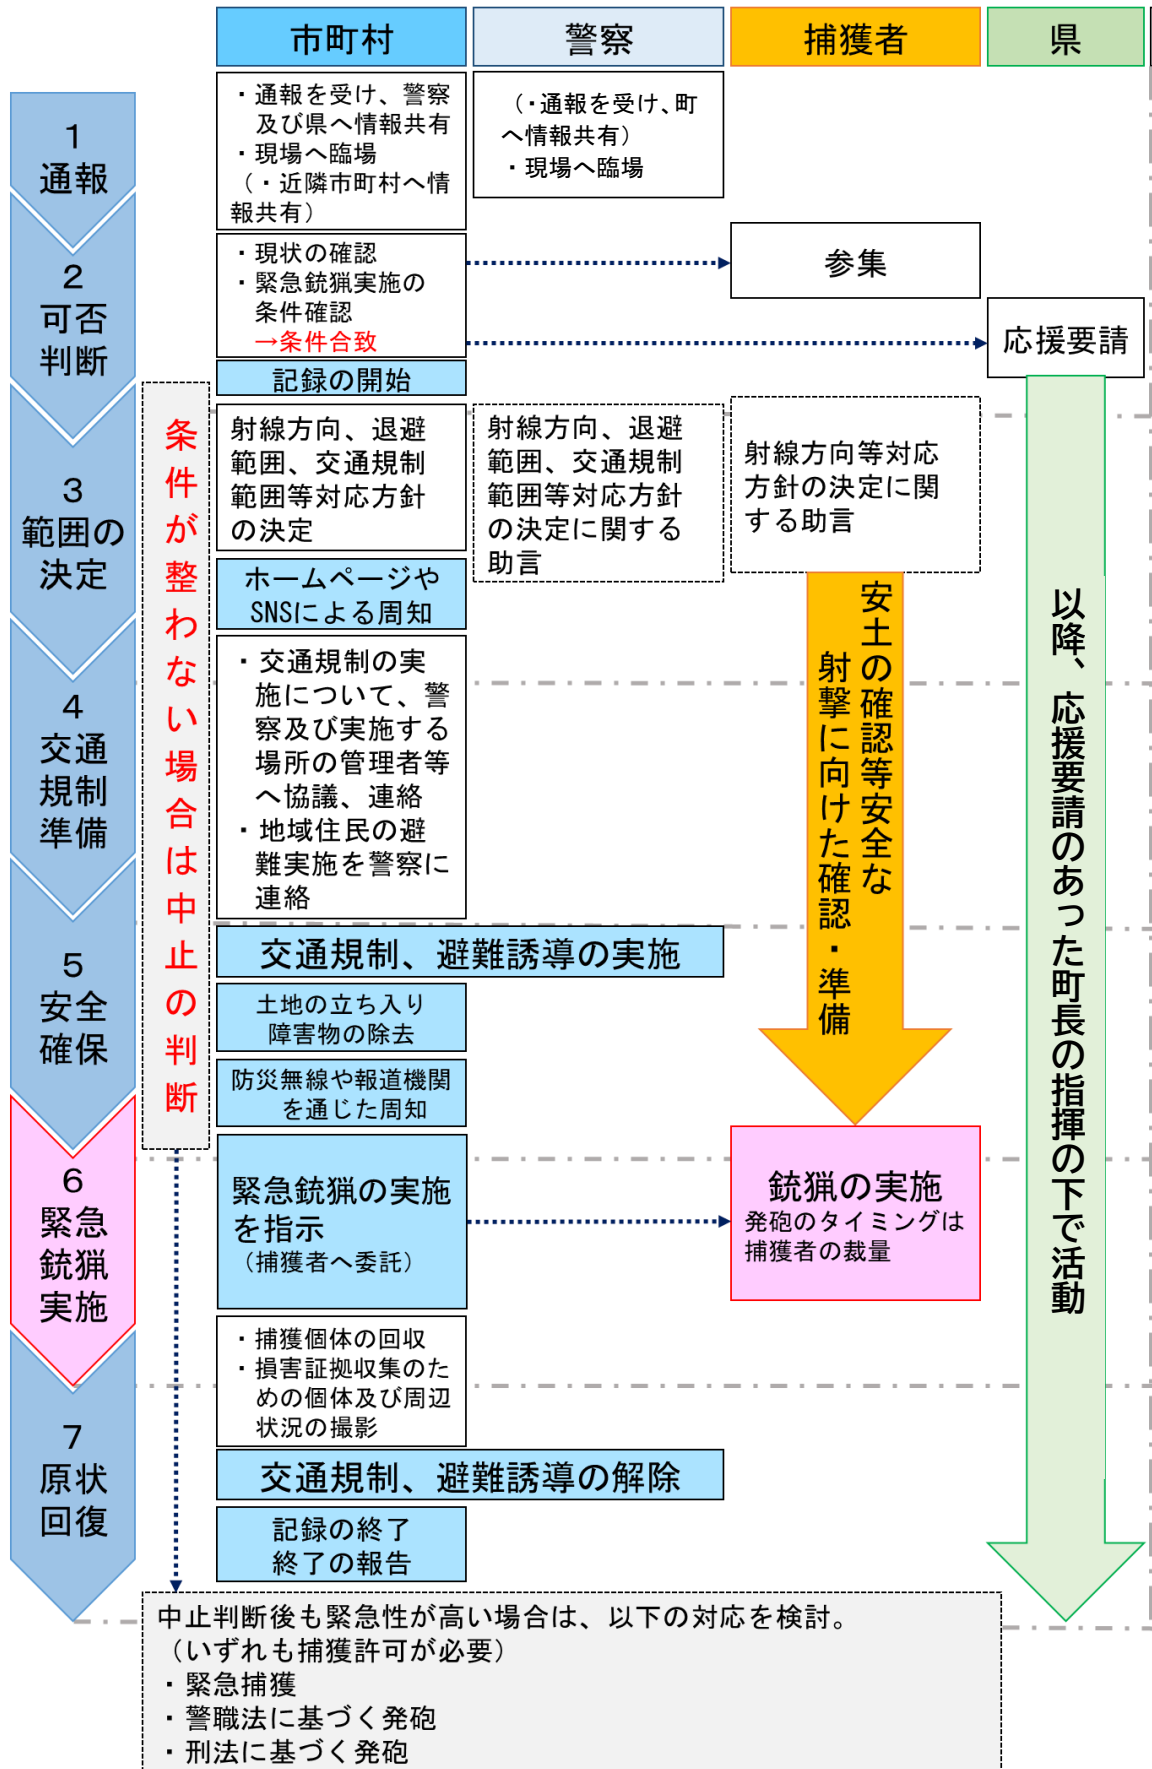 市町村
警察
捕獲者
県
1
通報
・通報を受け、警察
及び県へ情報共有
・現場へ臨場
（・近隣市町村へ情
報共有）
（・通報を受け、町
へ情報共有）
・現場へ臨場
2
可否
判断
・現状の確認
・緊急銃猟実施の
条件確認
→条件合致
記録の開始
参集
応援要請
条件が整わない場合は中止の判断
3
範囲の
決定
射線方向、退避
範囲、交通規制
範囲等対応方針
の決定
射線方向、退避
範囲、交通規制
範囲等対応方針
の決定に関する
助言
射線方向等対応
方針の決定に関
する助言
ホームページや
SNSによる周知
安土の確認等安全な
射撃に向けた確認・準備
以降、応援要請のあった町長の指揮の下で活動
4
交通
規制
準備
・交通規制の実
施について、警
察及び実施する
場所の管理者等
へ協議、連絡
・地域住民の避
難実施を警察に
連絡
5
安全
確保
交通規制、避難誘導の実施
土地の立ち入り
障害物の除去
防災無線や報道機関
を通じた周知
6
緊急
銃猟
実施
緊急銃猟の実施
を指示
（捕獲者へ委託）
銃猟の実施
発砲のタイミングは
捕獲者の裁量
7
原状
回復
・捕獲個体の回収
・損害証拠収集のた
めの個体及び周辺
状況の撮影
交通規制、避難誘導の解除
記録の終了
終了の報告
中止判断後も緊急性が高い場合は、以下の対応を検討。
（いずれも捕獲許可が必要）
・緊急捕獲
・警職法に基づく発砲
・刑法に基づく発砲